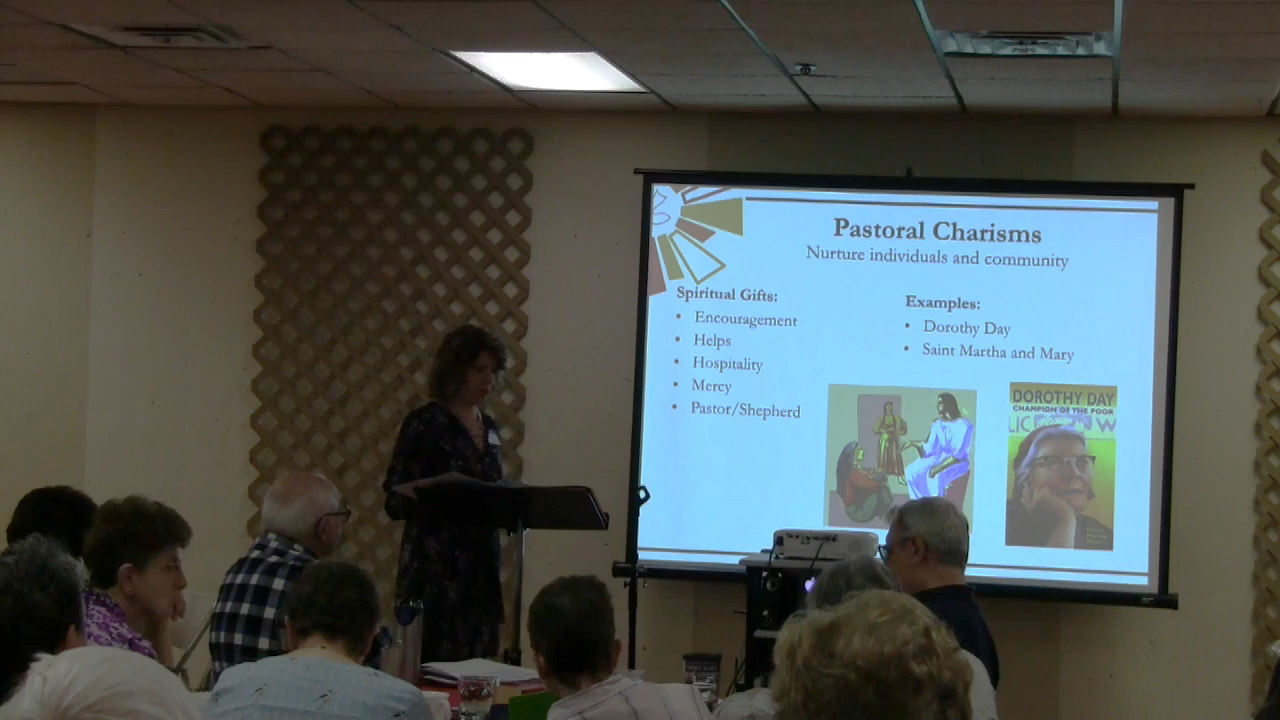 Pastoral Charisms
Nurture individuals and community
Spiritual Gifts:
• Encouragement
• Helps
• Hospitality
• Mercy
• Pastor/Shepherd
Examples:
• Dorothy Day
• Saint Martha and Mary
DOROTHY DAY
CHAMPION OF THE POOR